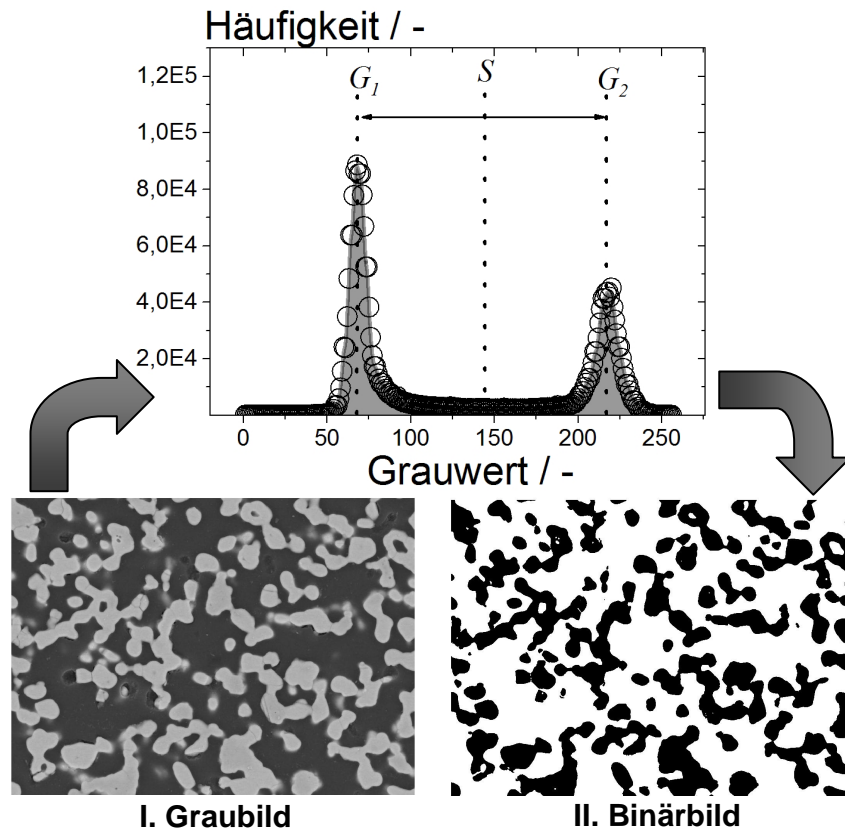 Häufigkeit / -
1,2E5
1,0E5
8,0E4
6,0E4
4,0E4
2,0E4
G1 S G2
0 50 100 150 200 250
Grauwert / -
I. Graubild
II. Binärbild